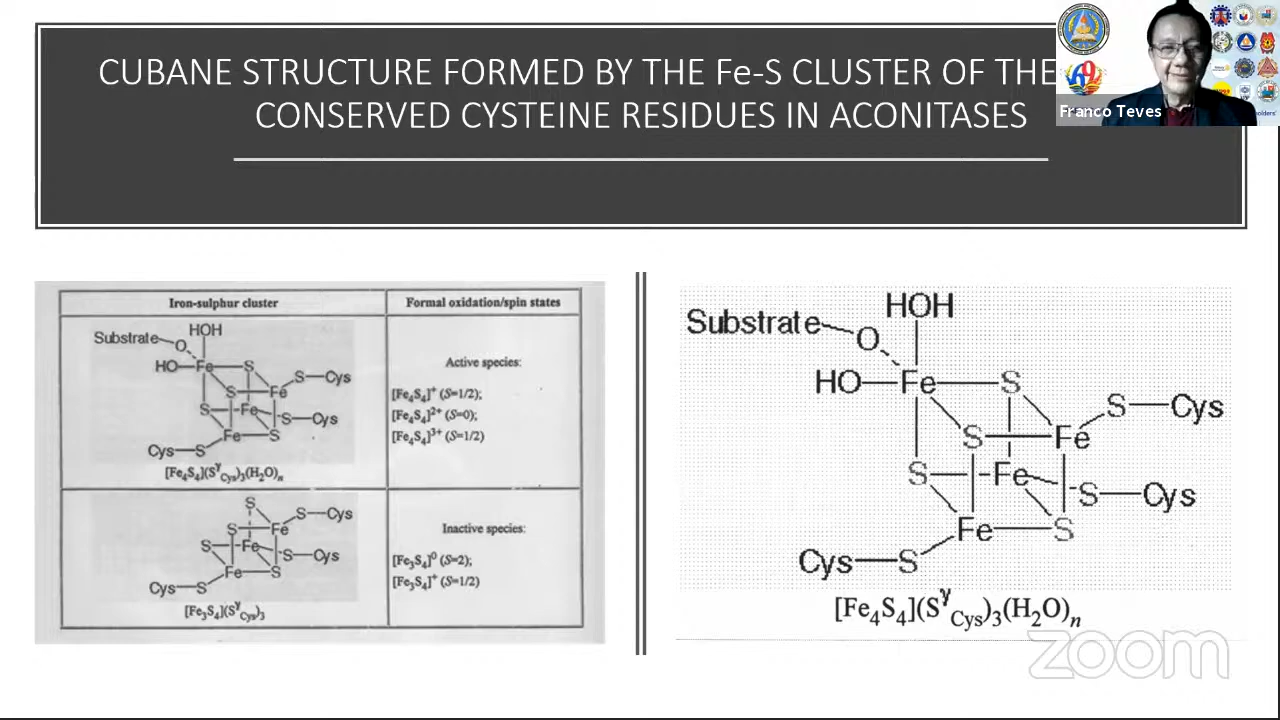 CUBANE STRUCTURE FORMED BY THE Fe-S CLUSTER OF THE
CONSERVED CYSTEINE RESIDUES IN ACONITASES
Franco Teves
Iron-sulphur cluster
Formal oxidation/spin states
HOH
Substrate
O
HO Fe S
S Fe S Cys
S Fe S Cys
Fe S
Cys S
[Fe₄S₄](SᵞCys)₃(H₂O)ₙ
Active species:
[Fe₄S₄]⁺ (S=1/2);
[Fe₄S₄]²⁺ (S=0);
[Fe₄S₄]³⁺ (S=1/2)
S S Cys
S Fe
S Fe S Cys
Fe S
Cys S
[Fe₃S₄](SᵞCys)₃
Inactive species:
[Fe₃S₄]⁰ (S=2);
[Fe₃S₄]⁺ (S=1/2)
HOH
Substrate
O
HO Fe S
S Cys
S Fe
S Fe S Cys
Fe S
Cys S
[Fe₄S₄](SᵞCys)₃(H₂O)ₙ
zoom